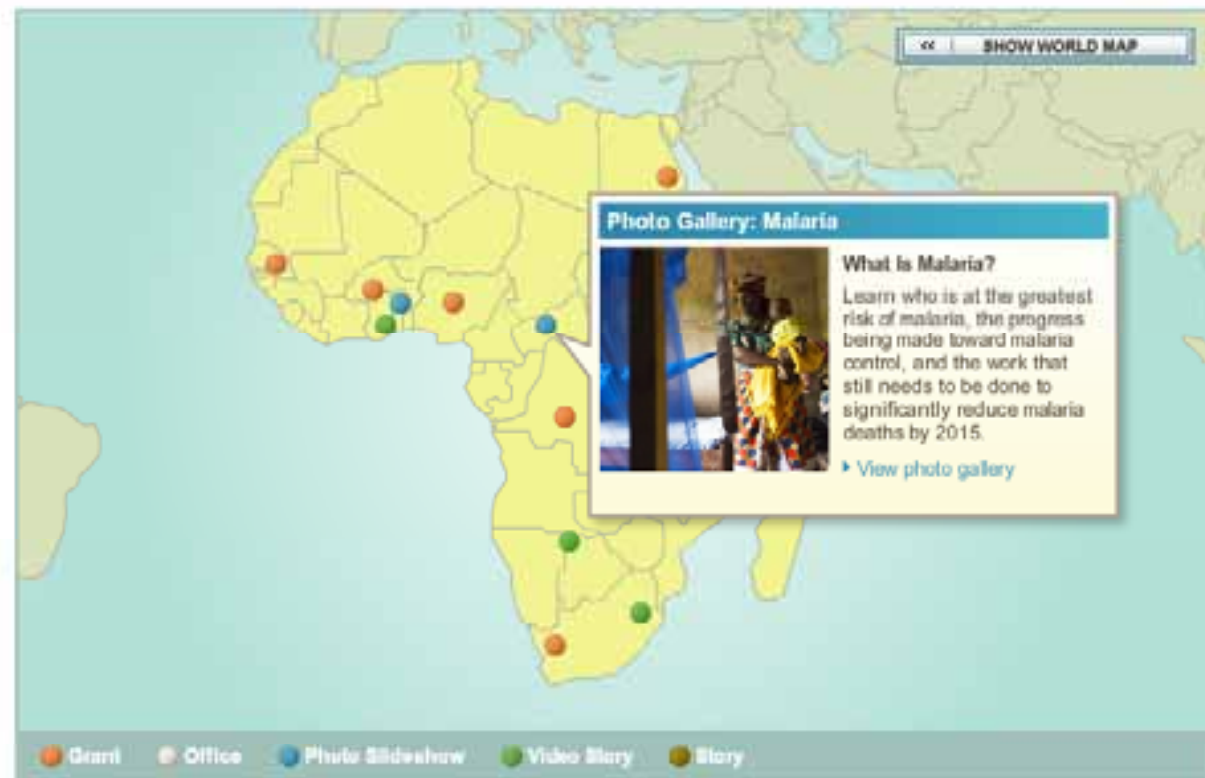 « | SHOW WORLD MAP
Photo Gallery: Malaria
What Is Malaria?
Learn who is at the greatest
risk of malaria, the progress
being made toward malaria
control, and the work that
still needs to be done to
significantly reduce malaria
deaths by 2015.
View photo gallery
Grant Office Photo Slideshow Video Story Story